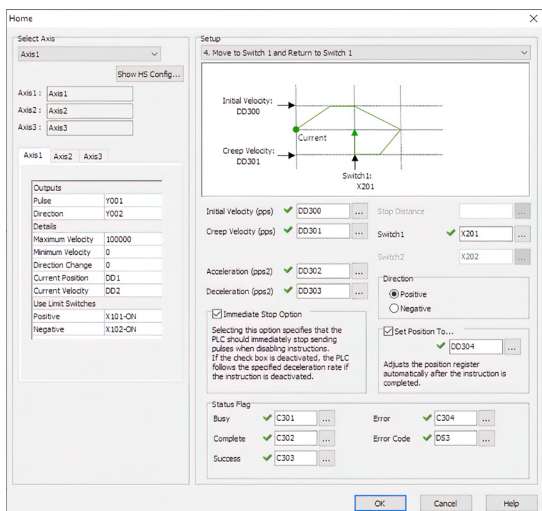 Home
Select Axis
Axis1
Show HS Config...
Axis1 : Axis1
Axis2 : Axis2
Axis3 : Axis3
Axis1 Axis2 Axis3
Outputs
Pulse Y001
Direction Y002
Details
Maximum Velocity 100000
Minimum Velocity 0
Direction Change 0
Current Position DD1
Current Velocity DD2
Use Limit Switches
Positive X101-ON
Negative X102-ON
Setup
4. Move to Switch 1 and Return to Switch 1
Initial Velocity:
DD300
Current
Creep Velocity:
DD301
Switch1:
X201
Initial Velocity (pps) DD300 ...
Stop Distance ...
Creep Velocity (pps) DD301 ...
Switch1 X201 ...
Switch2 X202 ...
Acceleration (pps2) DD302 ...
Deceleration (pps2) DD303 ...
Direction
Positive
Negative
Immediate Stop Option
Selecting this option specifies that the
PLC should immediately stop sending
pulses when disabling instructions.
If the check box is deactivated, the PLC
follows the specified deceleration rate if
the instruction is deactivated.
Set Position To...
DD304 ...
Adjusts the position register
automatically after the instruction is
completed.
Status Flag
Busy C301 ...
Error C304 ...
Complete C302 ...
Error Code DS3 ...
Success C303 ...
OK Cancel Help